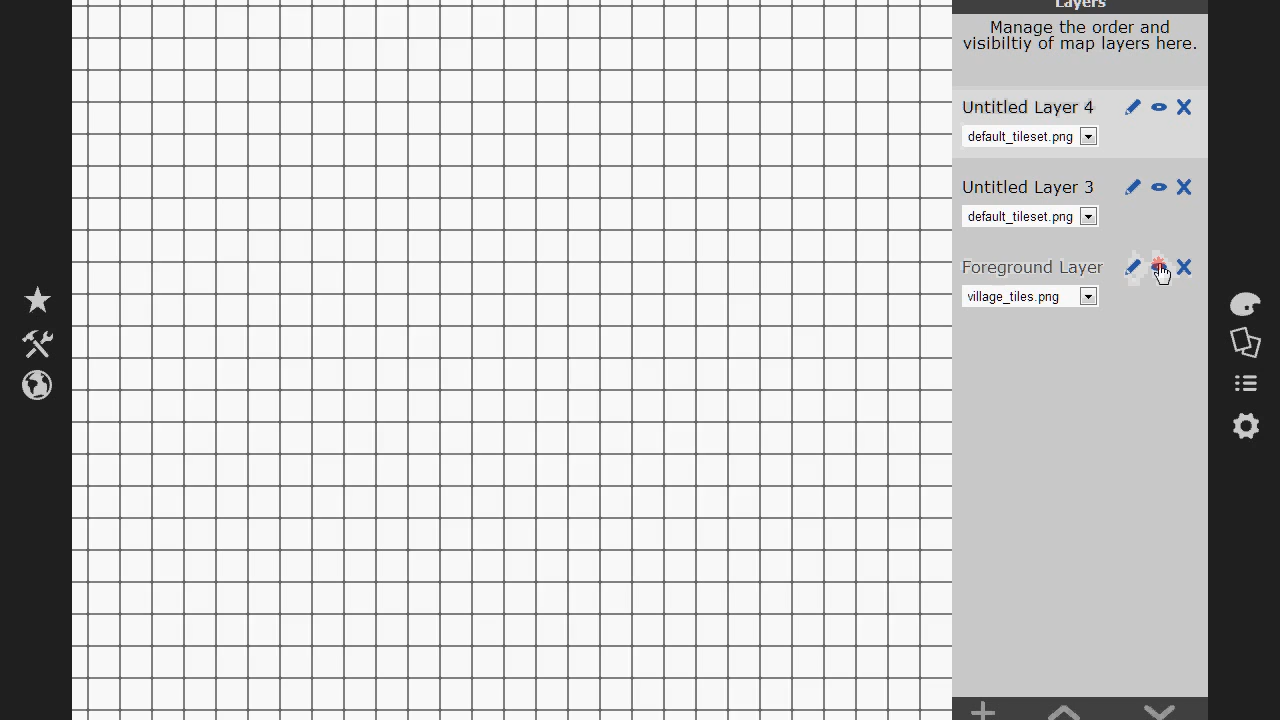 Layers
Manage the order and
visibiltiy of map layers here.
Untitled Layer 4
default_tileset.png
Untitled Layer 3
default_tileset.png
Foreground Layer
village_tiles.png